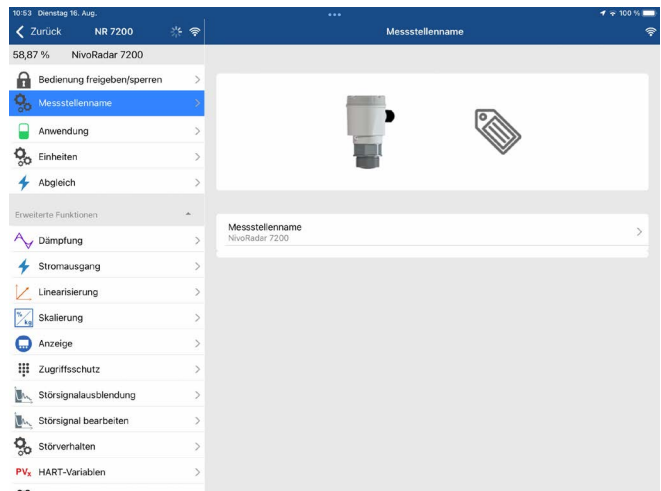 10:53 Dienstag 16. Aug.
100 %
Zurück
NR 7200
Messstellenname
58,87 % NivoRadar 7200
Bedienung freigeben/sperren
Messstellenname
Anwendung
Einheiten
Abgleich
Erweiterte Funktionen
Dämpfung
Stromausgang
Linearisierung
% kg Skalierung
Anzeige
Zugriffsschutz
Störsignalausblendung
Störsignal bearbeiten
Störverhalten
PVx HART-Variablen
Messstellenname
NivoRadar 7200